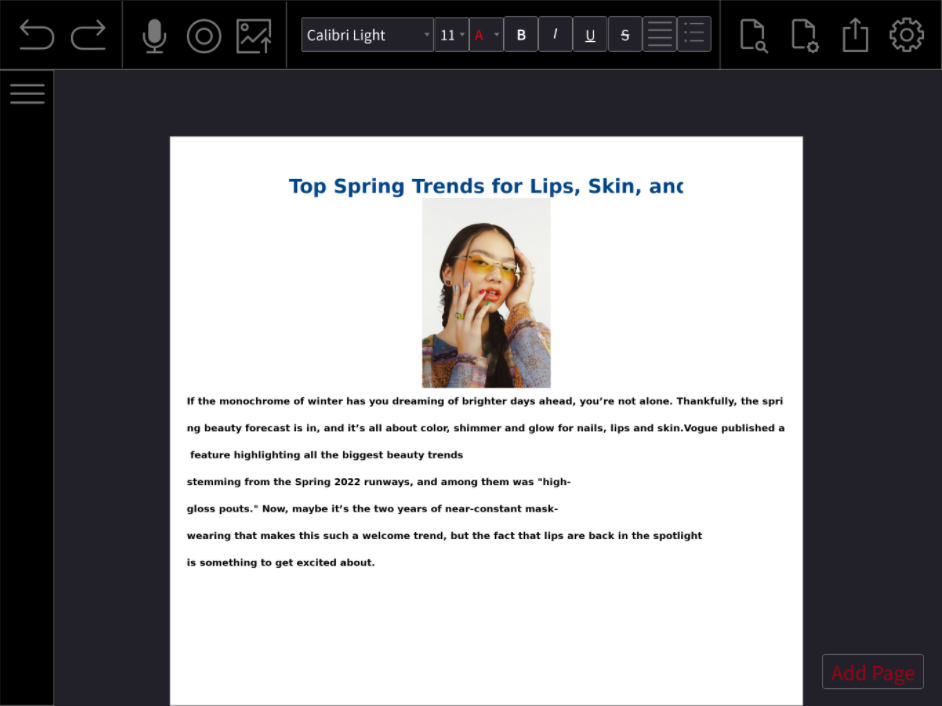 Calibri Light
11
A
B
I
U
S
Top Spring Trends for Lips, Skin, and
If the monochrome of winter has you dreaming of brighter days ahead, you’re not alone. Thankfully, the spri
ng beauty forecast is in, and it’s all about color, shimmer and glow for nails, lips and skin.Vogue published a
feature highlighting all the biggest beauty trends
stemming from the Spring 2022 runways, and among them was "high-
gloss pouts." Now, maybe it’s the two years of near-constant mask-
wearing that makes this such a welcome trend, but the fact that lips are back in the spotlight
is something to get excited about.
Add Page